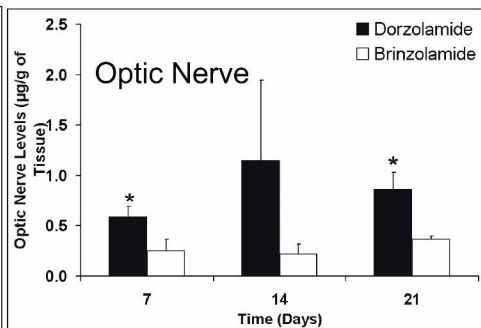 2.5
Dorzolamide
Brinzolamide
Optic Nerve
2.0
1.5
1.0
0.5
0.0
*
*
Optic Nerve Levels (µg/g of
Tissue)
7 14 21
Time (Days)